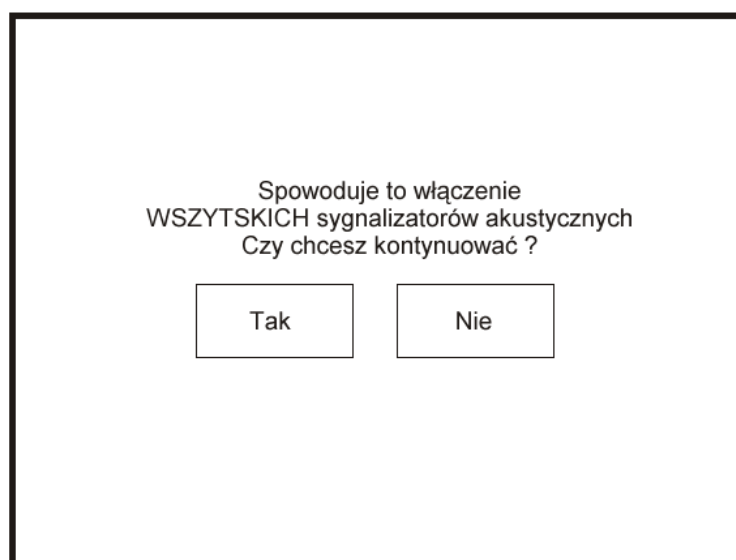 Spowoduje to włączenie
WSZYTSKICH sygnalizatorów akustycznych
Czy chcesz kontynuować ?
Tak Nie